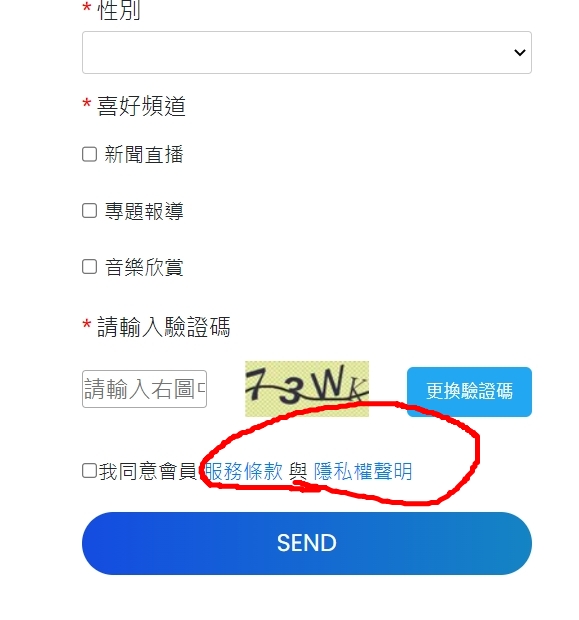 * 性別
* 喜好頻道
新聞直播
專題報導
音樂欣賞
* 請輸入驗證碼
請輸入右圖中
73WK
更換驗證碼
我同意會員 服務條款 與 隱私權聲明
SEND